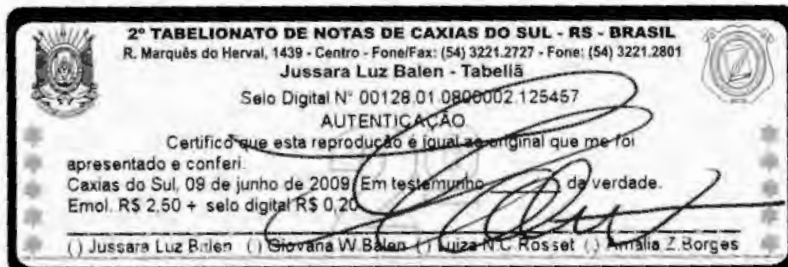 2º TABELIONATO DE NOTAS DE CAXIAS DO SUL - RS - BRASIL
R. Marquês do Herval, 1439 - Centro - Fone/Fax: (54) 3221.2727 - Fone: (54) 3221.2801
Jussara Luz Balen - Tabeliã
Selo Digital Nº 00128.01.0800002.125457
AUTENTICAÇÃO
Certifico que esta reprodução é igual ao original que me foi
apresentado e conferi.
Caxias do Sul, 09 de junho de 2009 Em testemunho da verdade.
Emol. R$ 2,50 + selo digital R$ 0,20
( ) Jussara Luz Balen ( ) Giovana W.Balen ( ) Luiza N.C.Rosset ( ) Amália Z.Borges